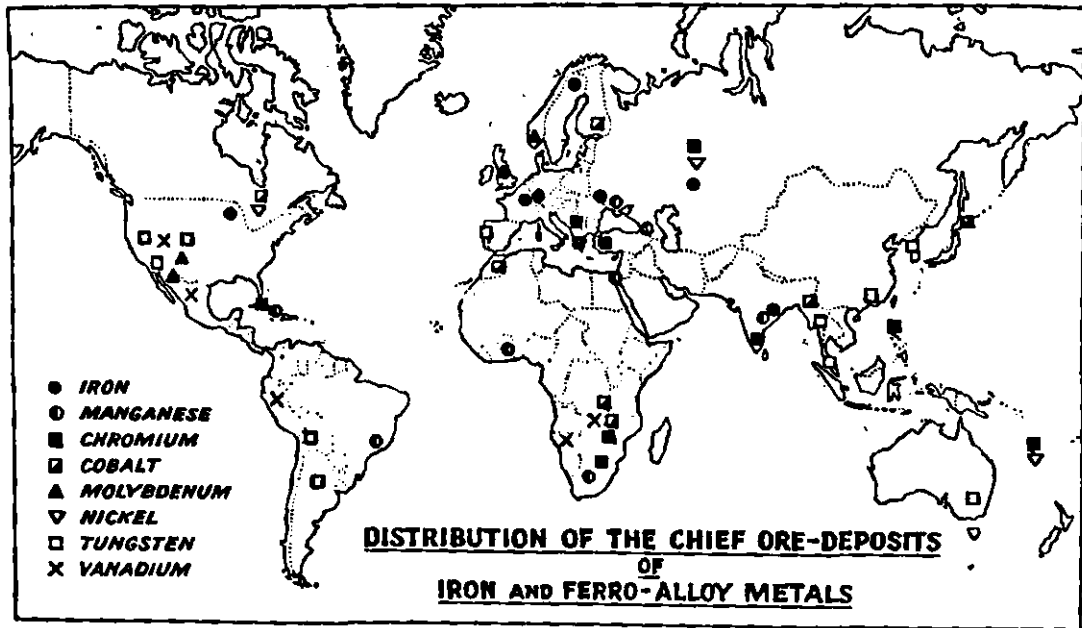 IRON
MANGANESE
CHROMIUM
COBALT
MOLYBDENUM
NICKEL
TUNGSTEN
VANADIUM
DISTRIBUTION OF THE CHIEF ORE-DEPOSITS
OF
IRON AND FERRO-ALLOY METALS